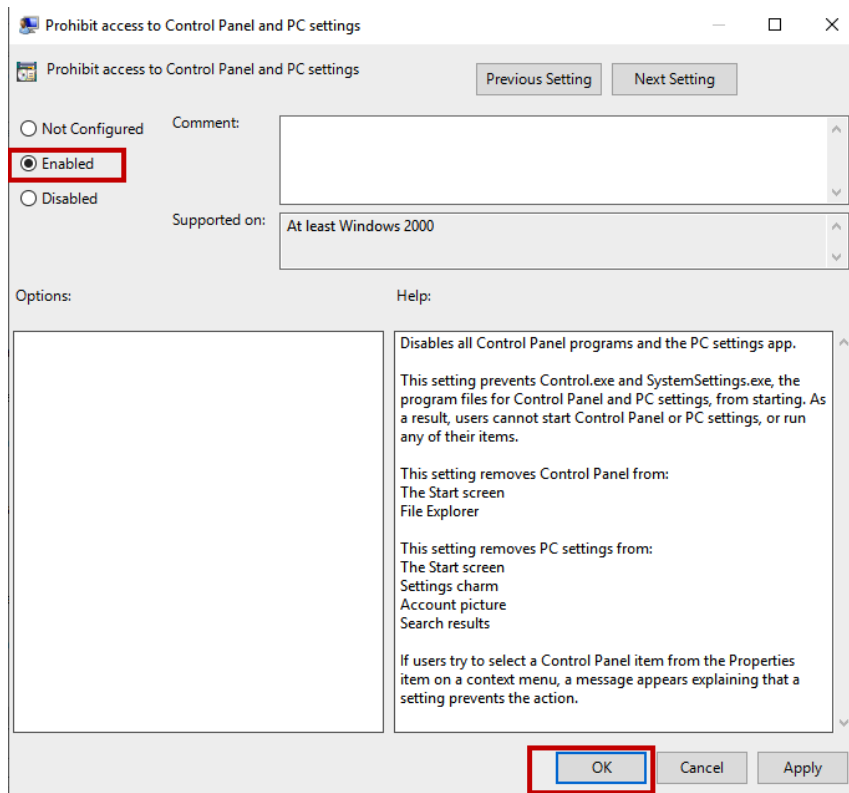 Prohibit access to Control Panel and PC settings
Prohibit access to Control Panel and PC settings
Previous Setting
Next Setting
Not Configured
Comment:
Enabled
Disabled
Supported on:
At least Windows 2000
Options:
Help:
Disables all Control Panel programs and the PC settings app.
This setting prevents Control.exe and SystemSettings.exe, the
program files for Control Panel and PC settings, from starting. As
a result, users cannot start Control Panel or PC settings, or run
any of their items.
This setting removes Control Panel from:
The Start screen
File Explorer
This setting removes PC settings from:
The Start screen
Settings charm
Account picture
Search results
If users try to select a Control Panel item from the Properties
item on a context menu, a message appears explaining that a
setting prevents the action.
OK
Cancel
Apply